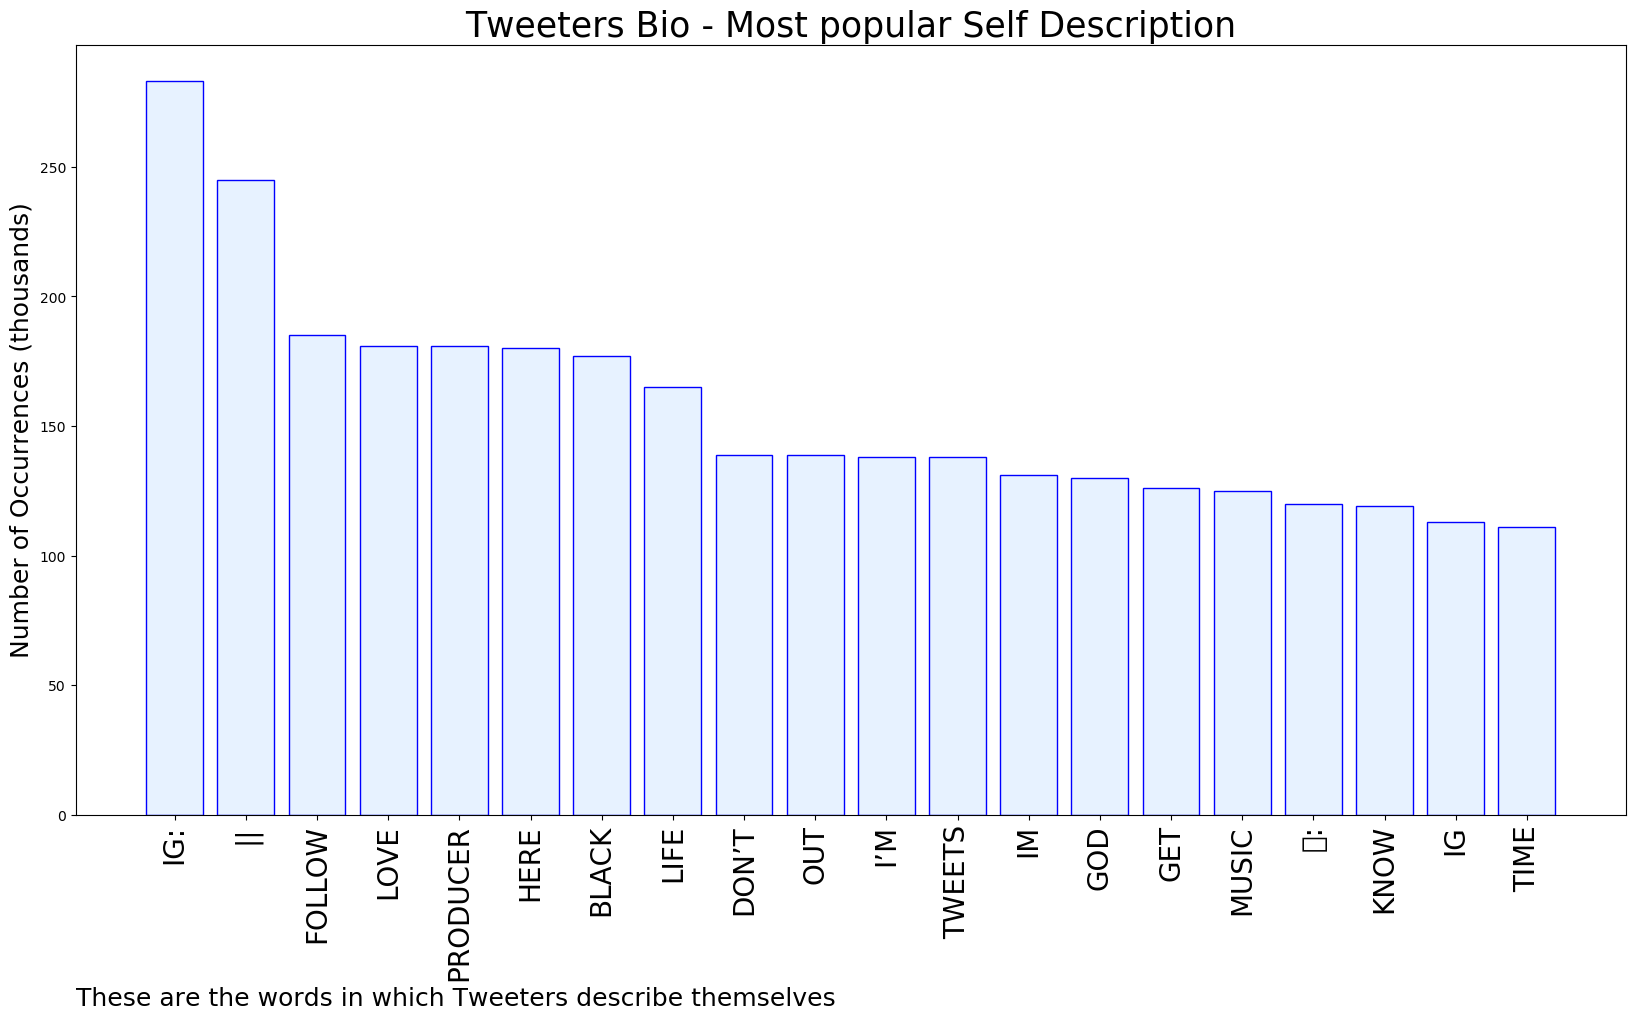 Tweeters Bio - Most popular Self Description
Number of Occurrences (thousands)
250
200
150
100
50
0
IG:
||
FOLLOW
LOVE
PRODUCER
HERE
BLACK
LIFE
DON’T
OUT
I’M
TWEETS
IM
GOD
GET
MUSIC
▯:
KNOW
IG
TIME
These are the words in which Tweeters describe themselves